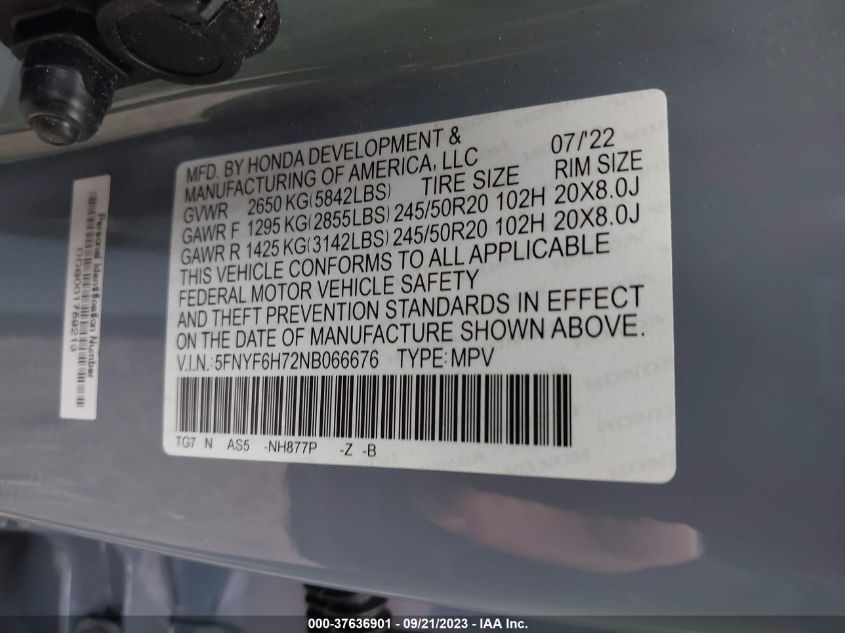 MFD. BY HONDA DEVELOPMENT & 07/'22
MANUFACTURING OF AMERICA, LLC
GVWR 2650 KG(5842LBS) TIRE SIZE RIM SIZE
GAWR F 1295 KG(2855LBS) 245/50R20 102H 20X8.0J
GAWR R 1425 KG(3142LBS) 245/50R20 102H 20X8.0J
THIS VEHICLE CONFORMS TO ALL APPLICABLE
FEDERAL MOTOR VEHICLE SAFETY
AND THEFT PREVENTION STANDARDS IN EFFECT
ON THE DATE OF MANUFACTURE SHOWN ABOVE.
V.I.N.:5FNYF6H72NB066676 TYPE:MPV
TG7 N AS5 -NH877P -Z -B
Personal Identification Number
000-37636901 - 09/21/2023 - IAA Inc.